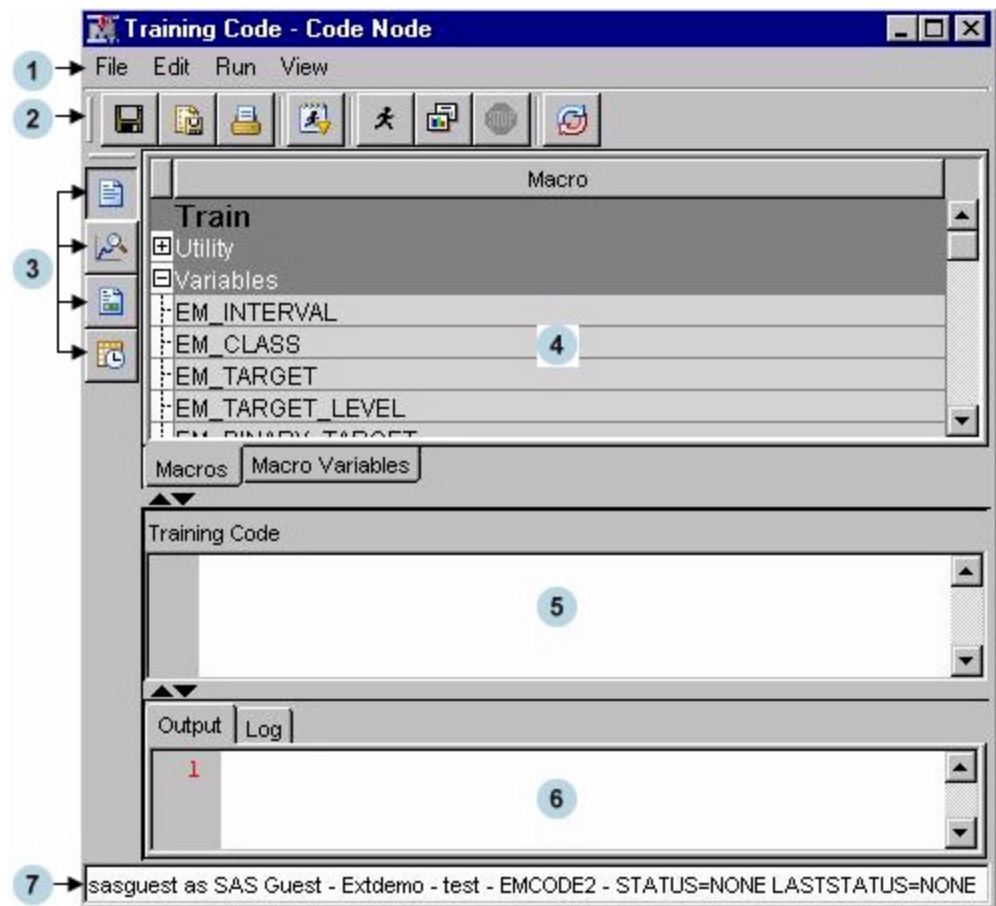 Training Code - Code Node
1
File Edit Run View
2
3
Macro
Train
Utility
Variables
EM_INTERVAL
EM_CLASS
4
EM_TARGET
EM_TARGET_LEVEL
EM_BINARY_TARGET
Macros Macro Variables
Training Code
5
Output Log
1
6
7
sasguest as SAS Guest - Extdemo - test - EMCODE2 - STATUS=NONE LASTSTATUS=NONE